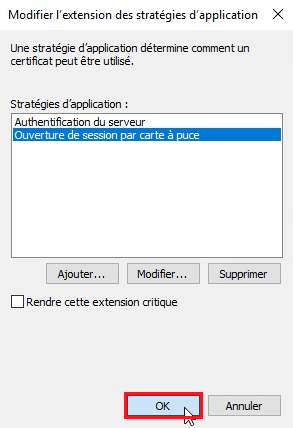 Modifier l'extension des stratégies d'application
Une stratégie d'application détermine comment un
certificat peut être utilisé.
Stratégies d'application :
Authentification du serveur
Ouverture de session par carte à puce
Ajouter...
Modifier...
Supprimer
Rendre cette extension critique
OK
Annuler